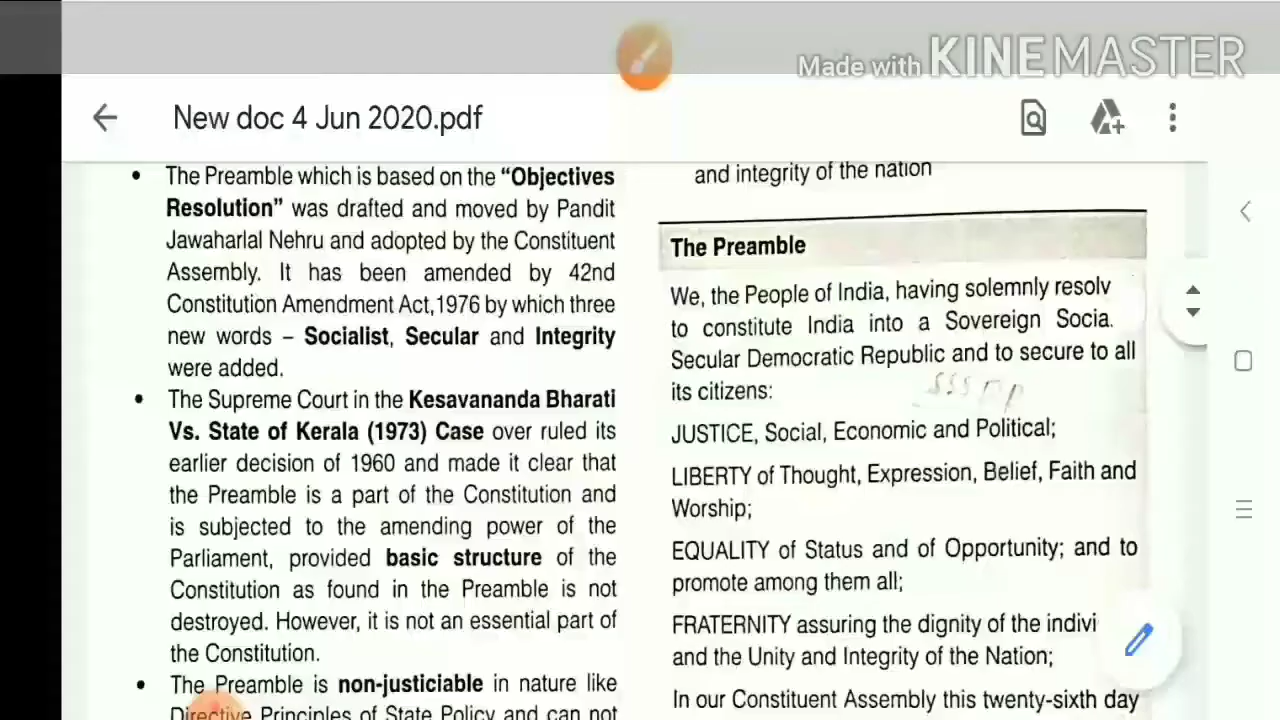 Made with KINEMASTER
New doc 4 Jun 2020.pdf
• The Preamble which is based on the "Objectives
Resolution" was drafted and moved by Pandit
Jawaharlal Nehru and adopted by the Constituent
Assembly. It has been amended by 42nd
Constitution Amendment Act,1976 by which three
new words – Socialist, Secular and Integrity
were added.
• The Supreme Court in the Kesavananda Bharati
Vs. State of Kerala (1973) Case over ruled its
earlier decision of 1960 and made it clear that
the Preamble is a part of the Constitution and
is subjected to the amending power of the
Parliament, provided basic structure of the
Constitution as found in the Preamble is not
destroyed. However, it is not an essential part of
the Constitution.
• The Preamble is non-justiciable in nature like
Directive Principles of State Policy and can not
and integrity of the nation
The Preamble
We, the People of India, having solemnly resolv
to constitute India into a Sovereign Socia
Secular Democratic Republic and to secure to all
its citizens:
JUSTICE, Social, Economic and Political;
LIBERTY of Thought, Expression, Belief, Faith and
Worship;
EQUALITY of Status and of Opportunity; and to
promote among them all;
FRATERNITY assuring the dignity of the indivi
and the Unity and Integrity of the Nation;
In our Constituent Assembly this twenty-sixth day